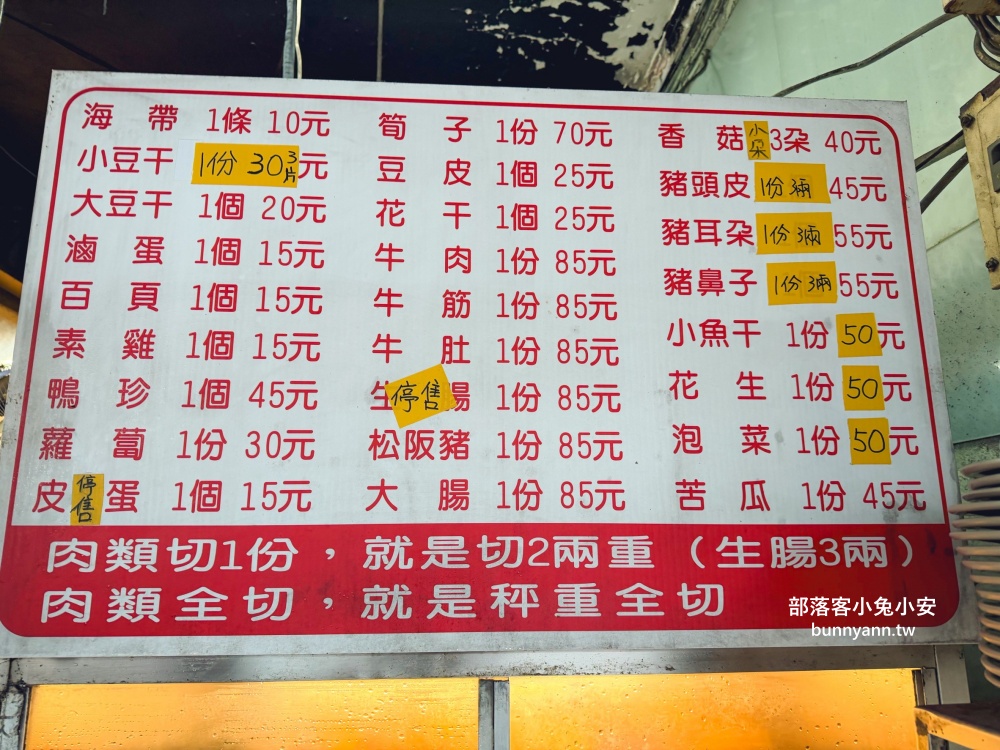 海帶 1條 10元
小豆干 1份 30 3片元
大豆干 1個 20元
滷蛋 1個 15元
百頁 1個 15元
素雞 1個 15元
鴨珍 1個 45元
蘿蔔 1份 30元
皮停售蛋 1個 15元
筍子 1份 70元
豆皮 1個 25元
花干 1個 25元
牛肉 1份 85元
牛筋 1份 85元
牛肚 1份 85元
生停售腸 1份 85元
松阪豬 1份 85元
大腸 1份 85元
香菇小朵3朵 40元
豬頭皮 1份2兩 45元
豬耳朵 1份3兩 55元
豬鼻子 1份3兩 55元
小魚干 1份 50元
花生 1份 50元
泡菜 1份 50元
苦瓜 1份 45元
肉類切1份,就是切2兩重(生腸3兩)
肉類全切,就是秤重全切
部落客小兔小安
bunnyann.tw